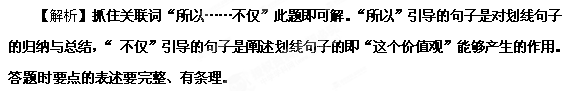 【解析】抓住关联词“所以……不仅”此题即可解。“所以”引导的句子是对划线句子
的归纳与总结,“ 不仅”引导的句子是阐述划线句子的即“这个价值观”能够产生的作用。
答题时要点的表述要完整、有条理。